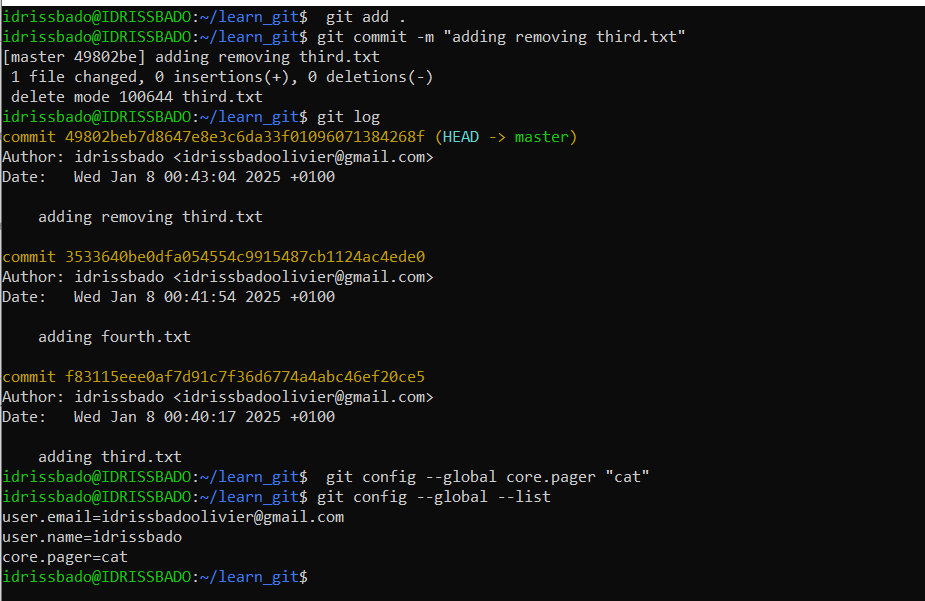 idrissbado@IDRISSBADO:~/learn_git$  git add .
idrissbado@IDRISSBADO:~/learn_git$ git commit -m "adding removing third.txt"
[master 49802be] adding removing third.txt
 1 file changed, 0 insertions(+), 0 deletions(-)
 delete mode 100644 third.txt
idrissbado@IDRISSBADO:~/learn_git$ git log
commit 49802beb7d8647e8e3c6da33f01096071384268f (HEAD -> master)
Author: idrissbado <idrissbadoolivier@gmail.com>
Date:   Wed Jan 8 00:43:04 2025 +0100
    adding removing third.txt
commit 3533640be0dfa054554c9915487cb1124ac4ede0
Author: idrissbado <idrissbadoolivier@gmail.com>
Date:   Wed Jan 8 00:41:54 2025 +0100
    adding fourth.txt
commit f83115eee0af7d91c7f36d6774a4abc46ef20ce5
Author: idrissbado <idrissbadoolivier@gmail.com>
Date:   Wed Jan 8 00:40:17 2025 +0100
    adding third.txt
idrissbado@IDRISSBADO:~/learn_git$  git config --global core.pager "cat"
idrissbado@IDRISSBADO:~/learn_git$ git config --global --list
user.email=idrissbadoolivier@gmail.com
user.name=idrissbado
core.pager=cat
idrissbado@IDRISSBADO:~/learn_git$